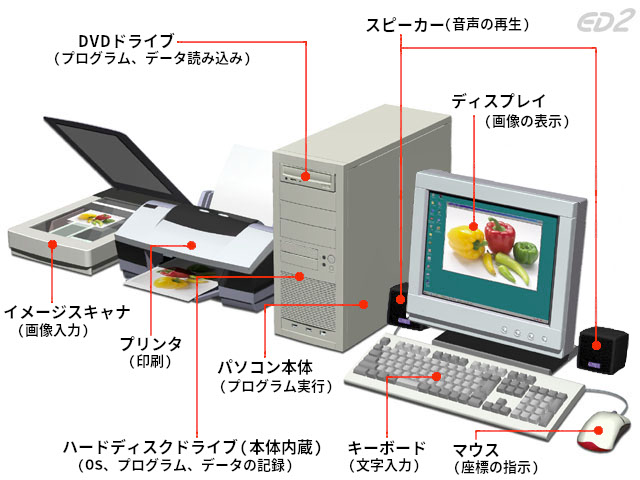 ED2
スピーカー(音声の再生)
DVDドライブ
(プログラム、データ読み込み)
ディスプレイ
(画像の表示)
イメージスキャナ
(画像入力)
プリンタ
(印刷)
パソコン本体
(プログラム実行)
ハードディスクドライブ(本体内蔵)
(OS、プログラム、データの記録)
キーボード
(文字入力)
マウス
(座標の指示)